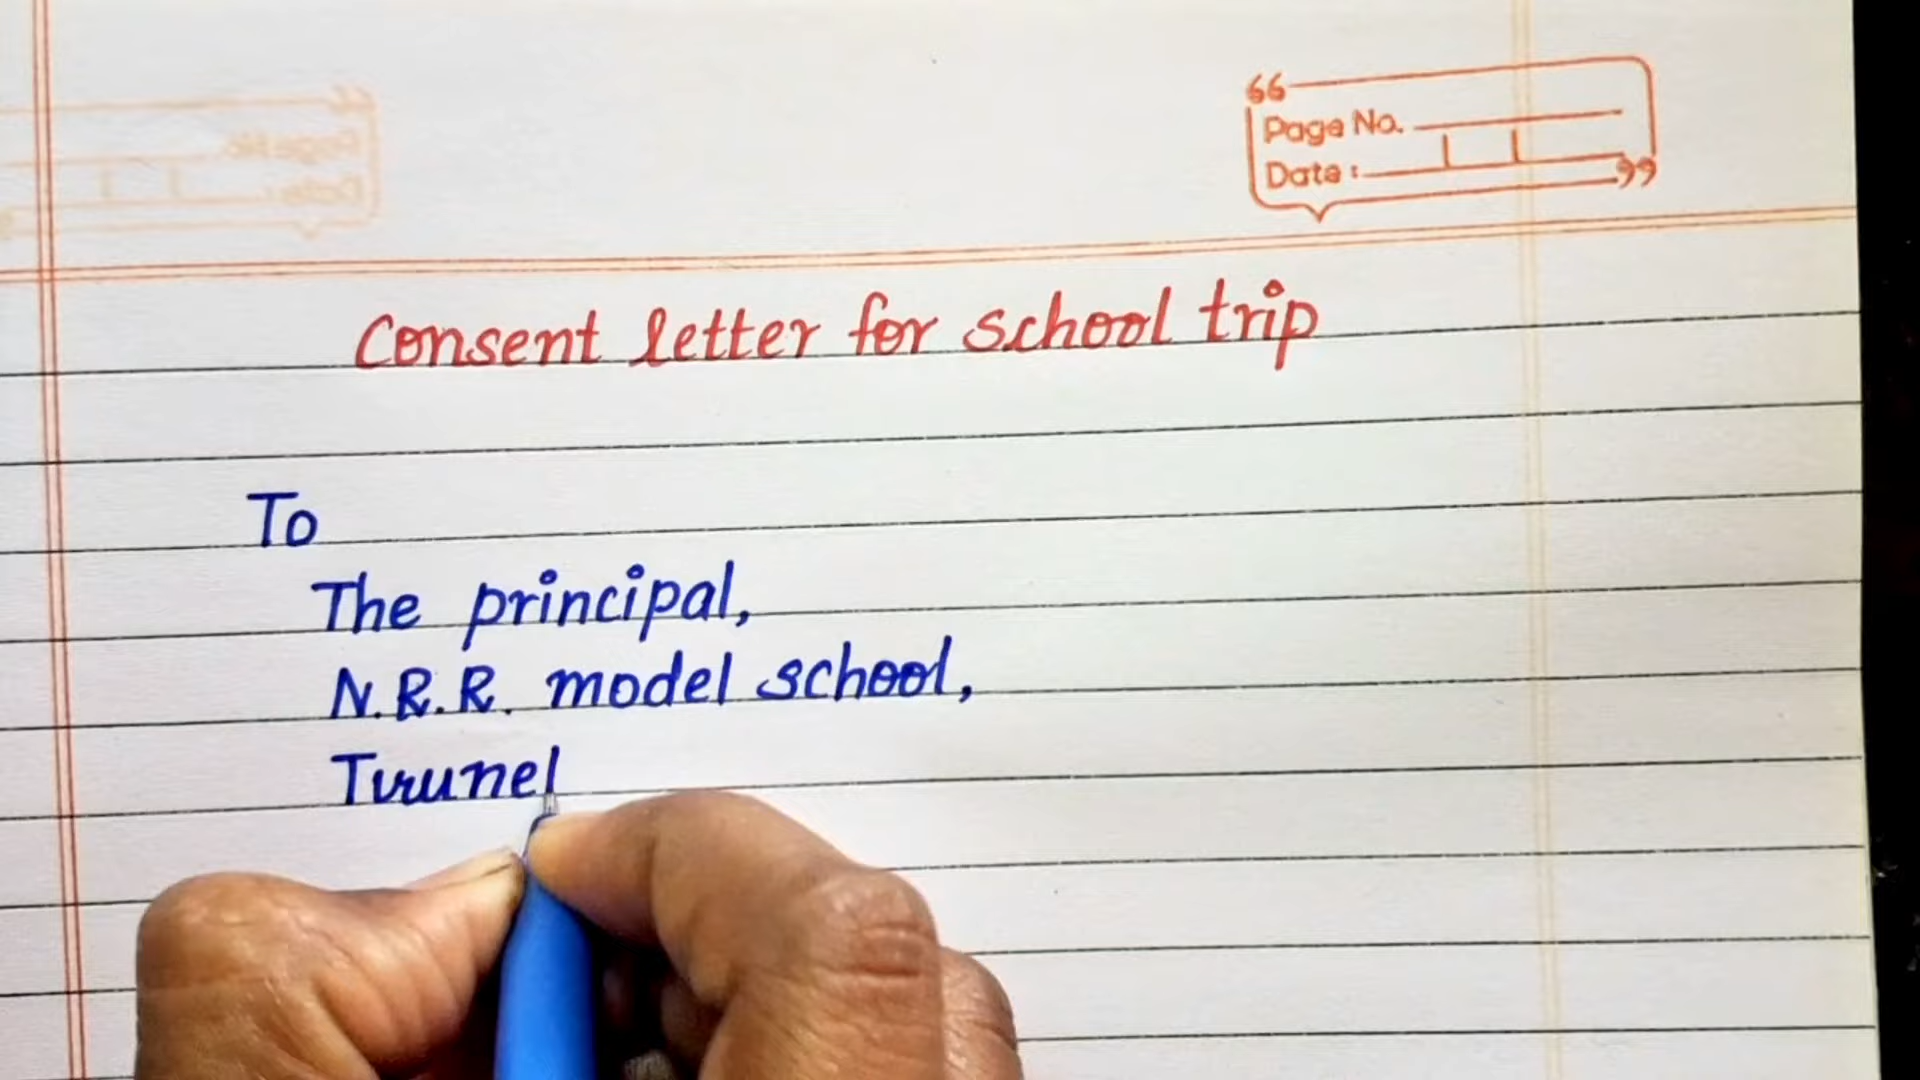 Page No.
Date:
Consent letter for school trip
To
The principal,
N.R.R. model school,
Tirunel